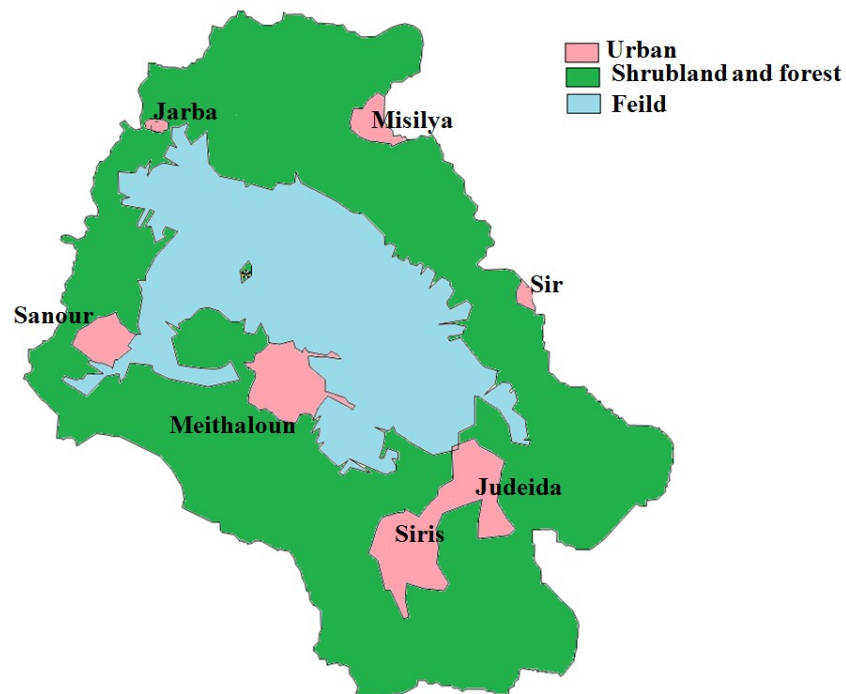 Urban
Shrubland and forest
Feild
Jarba
Misilya
Sir
Sanour
Meithaloun
Judeida
Siris